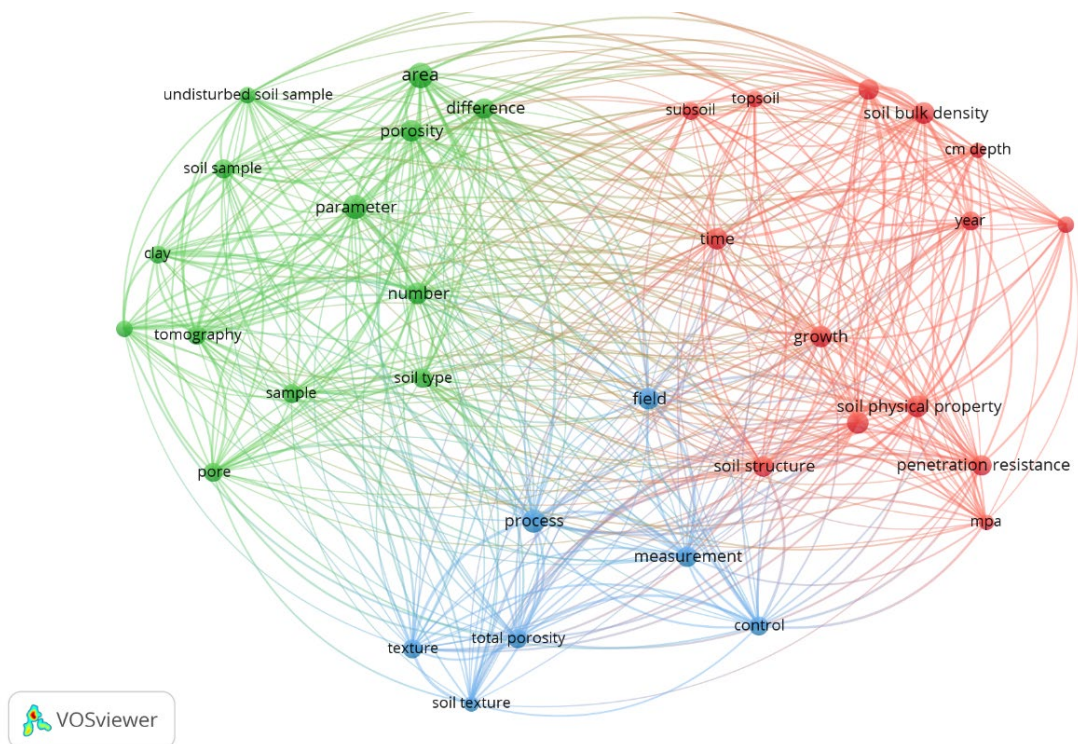 area
undisturbed soil sample
difference
subsoil
topsoil
soil bulk density
porosity
cm depth
soil sample
parameter
year
time
clay
number
tomography
growth
soil type
sample
field
soil physical property
soil structure
penetration resistance
pore
process
mpa
measurement
control
total porosity
texture
soil texture
VOSviewer